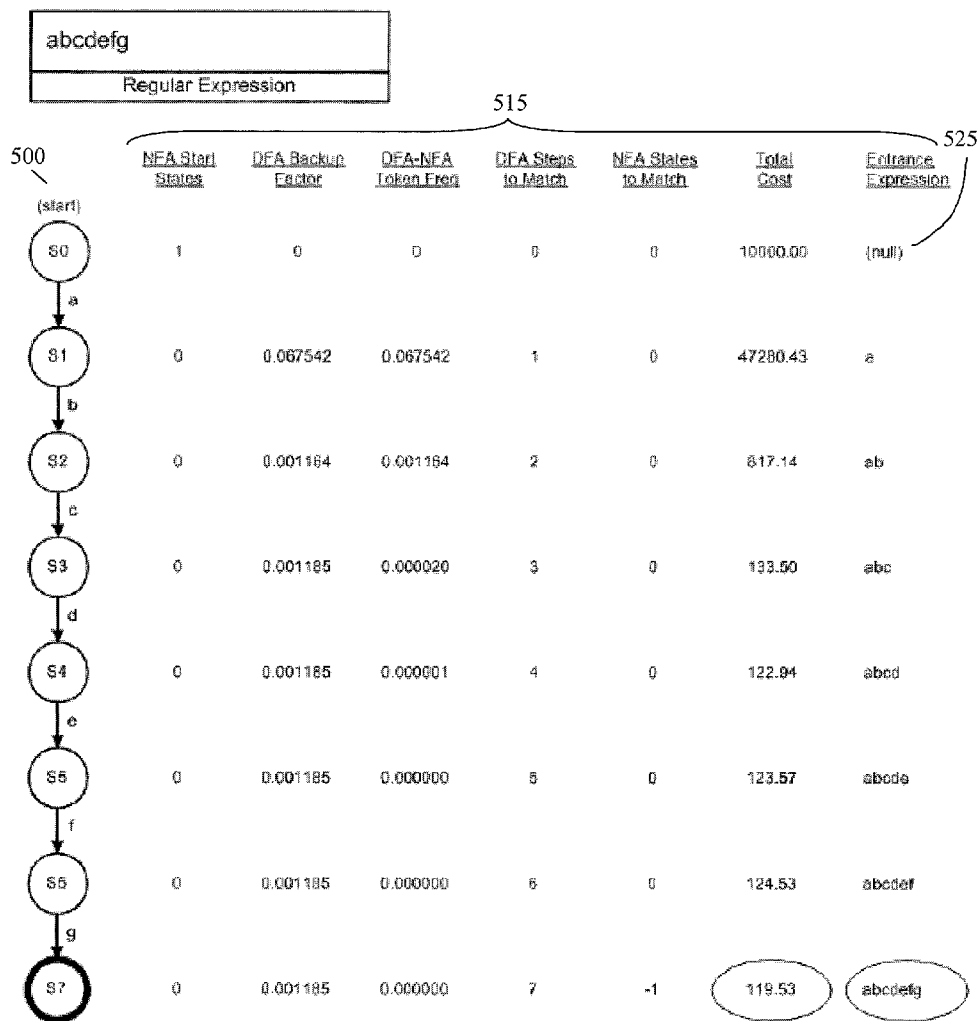 abcdefg
Regular Expression
515
500
525
NFA Start States
DFA Backup Factor
DFA-NFA Token Freq
DFA Steps to Match
NFA States to Match
Total Cost
Entrance Expression
(start)
S0 1 0 0 0 0 10000.00 (null)
a
S1 0 0.067542 0.067542 1 0 47280.43 a
b
S2 0 0.001164 0.001164 2 0 817.14 ab
c
S3 0 0.001185 0.000020 3 0 133.50 abc
d
S4 0 0.001185 0.000001 4 0 122.94 abcd
e
S5 0 0.001185 0.000000 5 0 123.57 abcde
f
0 0.001185 0.000000 6 0 124.53 abcdef
g
S7 0 0.001185 0.000000 7 -1 119.53 abcdefg